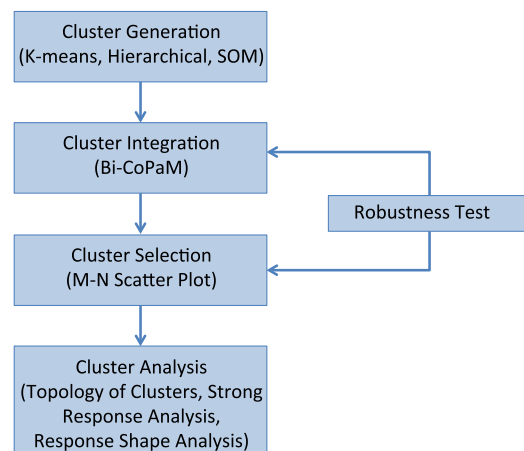 Cluster Generation
(K-means, Hierarchical, SOM)
Cluster Integration
(Bi-CoPaM)
Robustness Test
Cluster Selection
(M-N Scatter Plot)
Cluster Analysis
(Topology of Clusters, Strong
Response Analysis,
Response Shape Analysis)